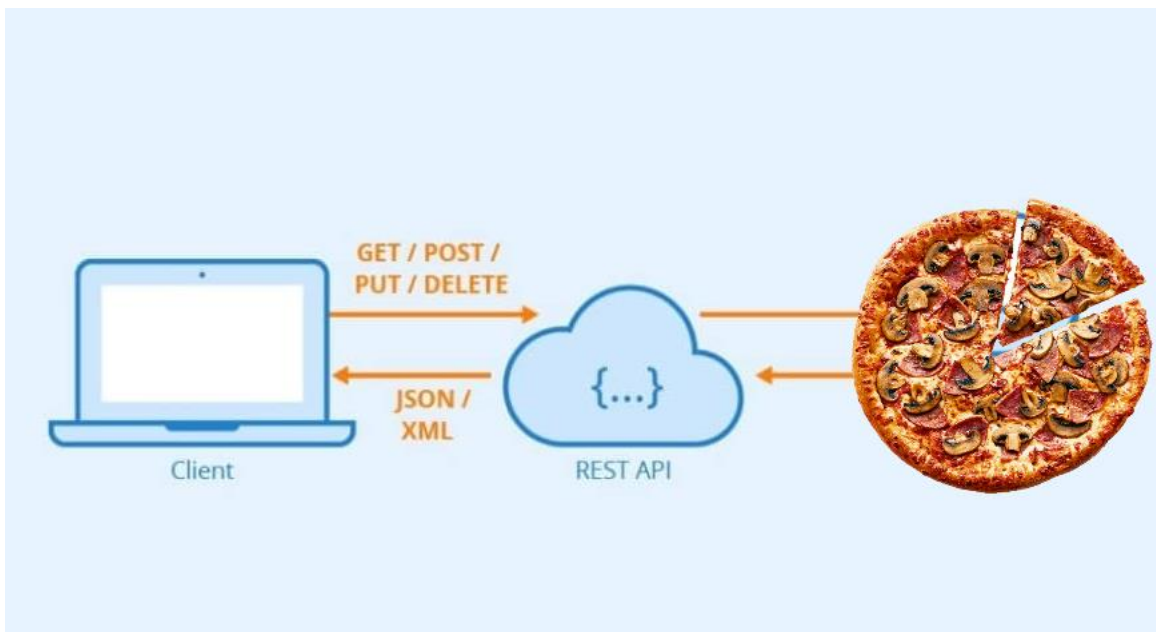 GET / POST /
PUT / DELETE
{...}
JSON /
XML
Client
REST API